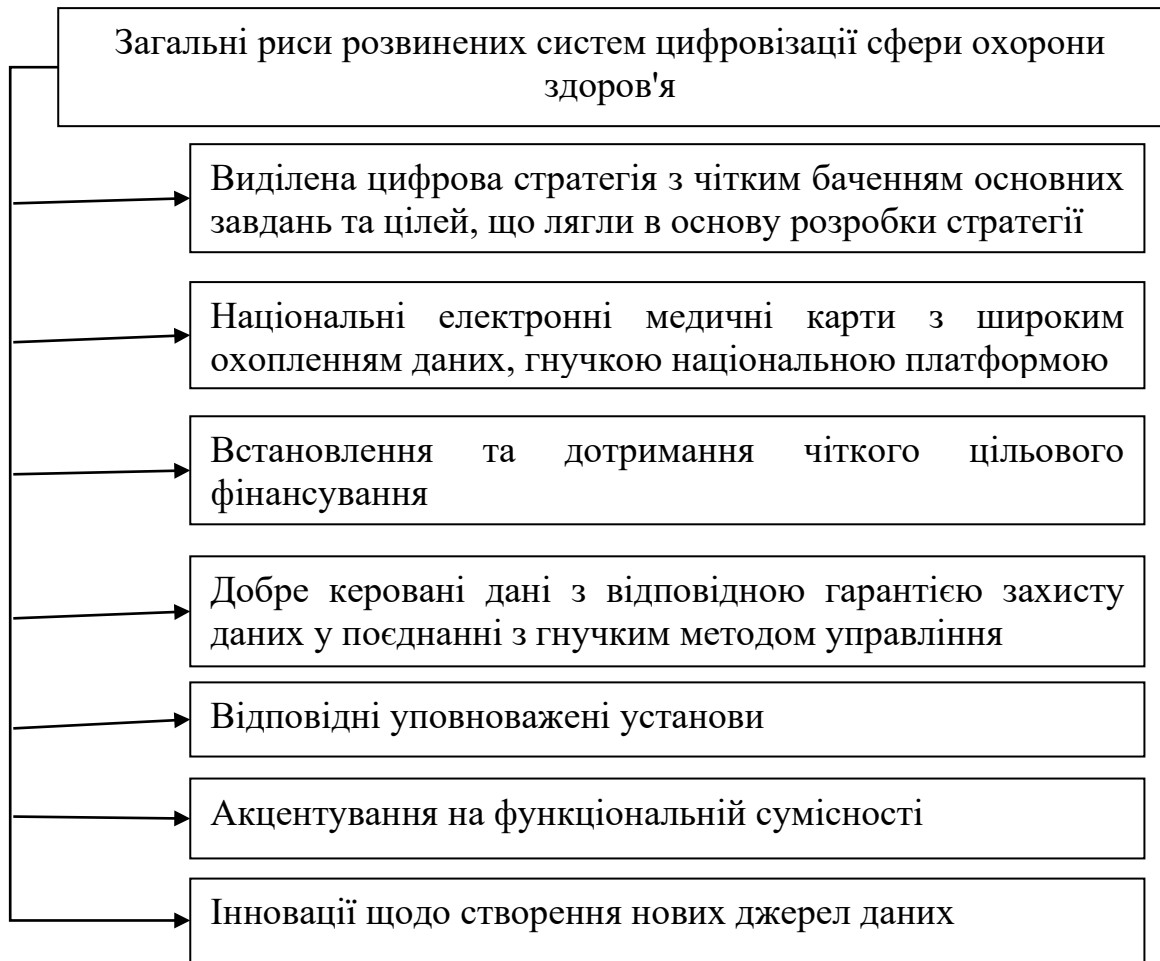 Загальні риси розвинених систем цифровізації сфери охорони
здоров'я
Виділена цифрова стратегія з чітким баченням основних
завдань та цілей, що лягли в основу розробки стратегії
Національні електронні медичні карти з широким
охопленням даних, гнучкою національною платформою
Встановлення та дотримання чіткого цільового
фінансування
Добре керовані дані з відповідною гарантією захисту
даних у поєднанні з гнучким методом управління
Відповідні уповноважені установи
Акцентування на функціональній сумісності
Інновації щодо створення нових джерел даних